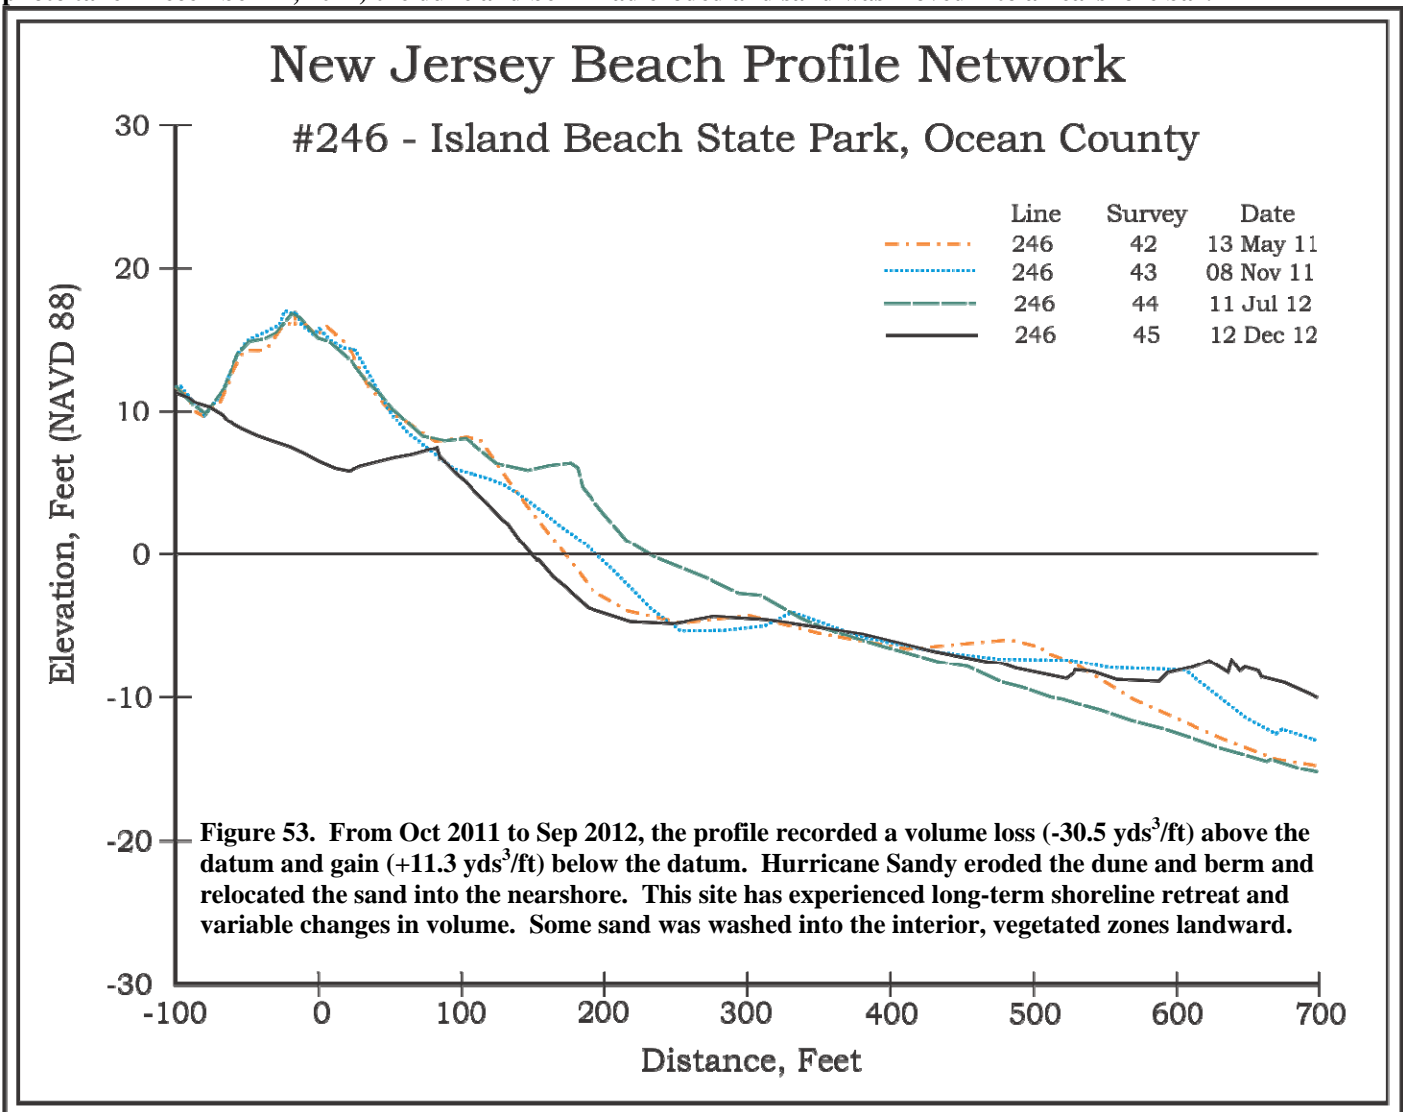 New Jersey Beach Profile Network
#246 - Island Beach State Park, Ocean County
Line Survey Date
246 42 13 May 11
246 43 08 Nov 11
246 44 11 Jul 12
246 45 12 Dec 12
Elevation, Feet (NAVD 88)
30
20
10
0
-10
-20
-30
Figure 53. From Oct 2011 to Sep 2012, the profile recorded a volume loss (-30.5 yds³/ft) above the
datum and gain (+11.3 yds³/ft) below the datum. Hurricane Sandy eroded the dune and berm and
relocated the sand into the nearshore. This site has experienced long-term shoreline retreat and
variable changes in volume. Some sand was washed into the interior, vegetated zones landward.
-100 0 100 200 300 400 500 600 700
Distance, Feet